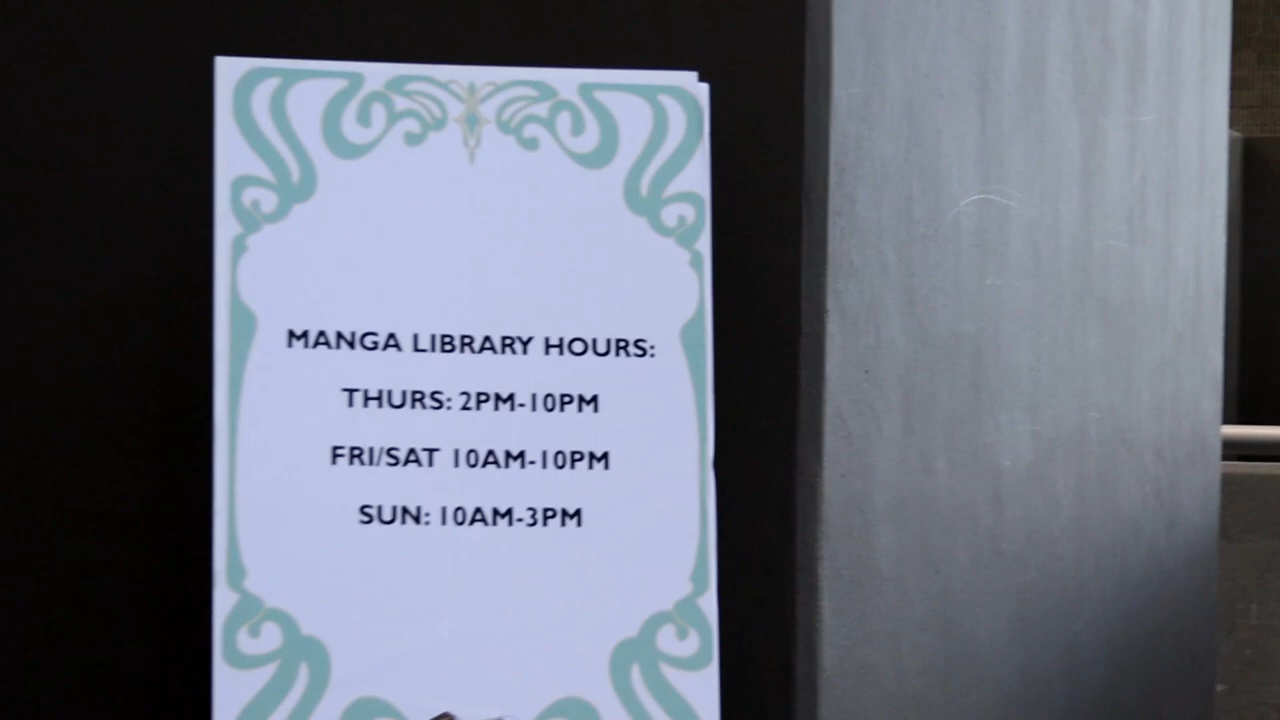 MANGA LIBRARY HOURS:
THURS: 2PM-10PM
FRI/SAT 10AM-10PM
SUN: 10AM-3PM